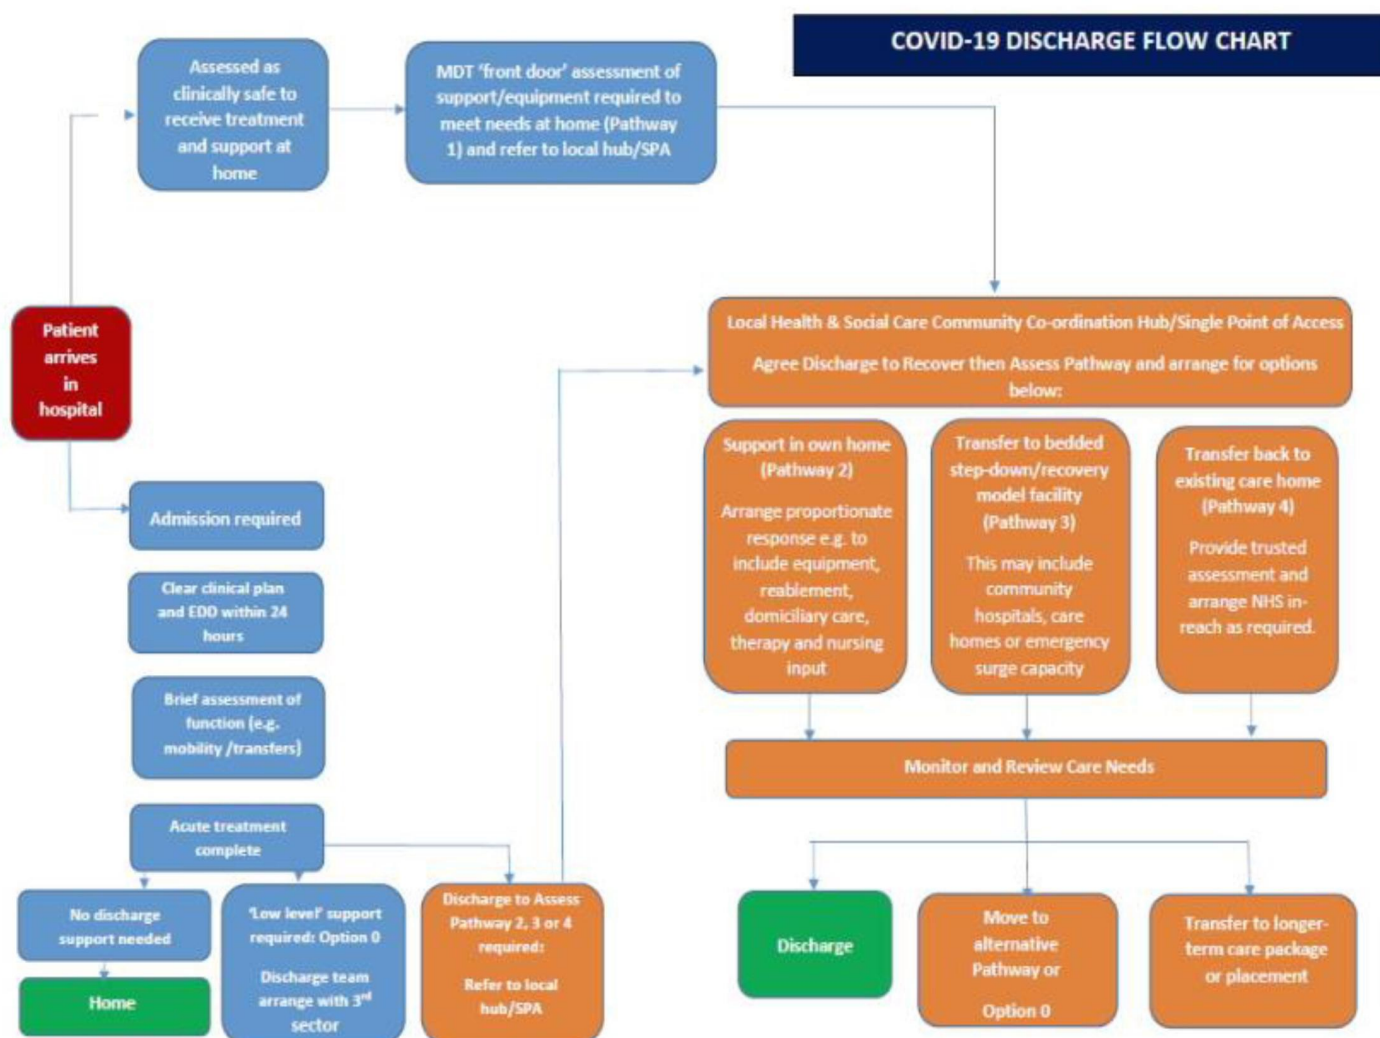 COVID-19 DISCHARGE FLOW CHART
Assessed as
clinically safe to
receive treatment
and support at
home
MDT ‘front door’ assessment of
support/equipment required to
meet needs at home (Pathway
1) and refer to local hub/SPA
Patient
arrives
in
hospital
Local Health & Social Care Community Co-ordination Hub/Single Point of Access
Agree Discharge to Recover then Assess Pathway and arrange for options
below:
Support in own home
(Pathway 2)
Arrange proportionate
response e.g. to
include equipment,
reablement,
domiciliary care,
therapy and nursing
input
Transfer to bedded
step-down/recovery
model facility
(Pathway 3)
This may include
community
hospitals, care
homes or emergency
surge capacity
Transfer back to
existing care home
(Pathway 4)
Provide trusted
assessment and
arrange NHS in-
reach as required.
Admission required
Clear clinical plan
and EDD within 24
hours
Brief assessment of
function (e.g.
mobility /transfers)
Acute treatment
complete
No discharge
support needed
Home
‘Low level’ support
required: Option 0
Discharge team
arrange with 3rd
sector
Discharge to Assess
Pathway 2, 3 or 4
required:
Refer to local
hub/SPA
Monitor and Review Care Needs
Discharge
Move to
alternative
Pathway or
Option 0
Transfer to longer-
term care package
or placement